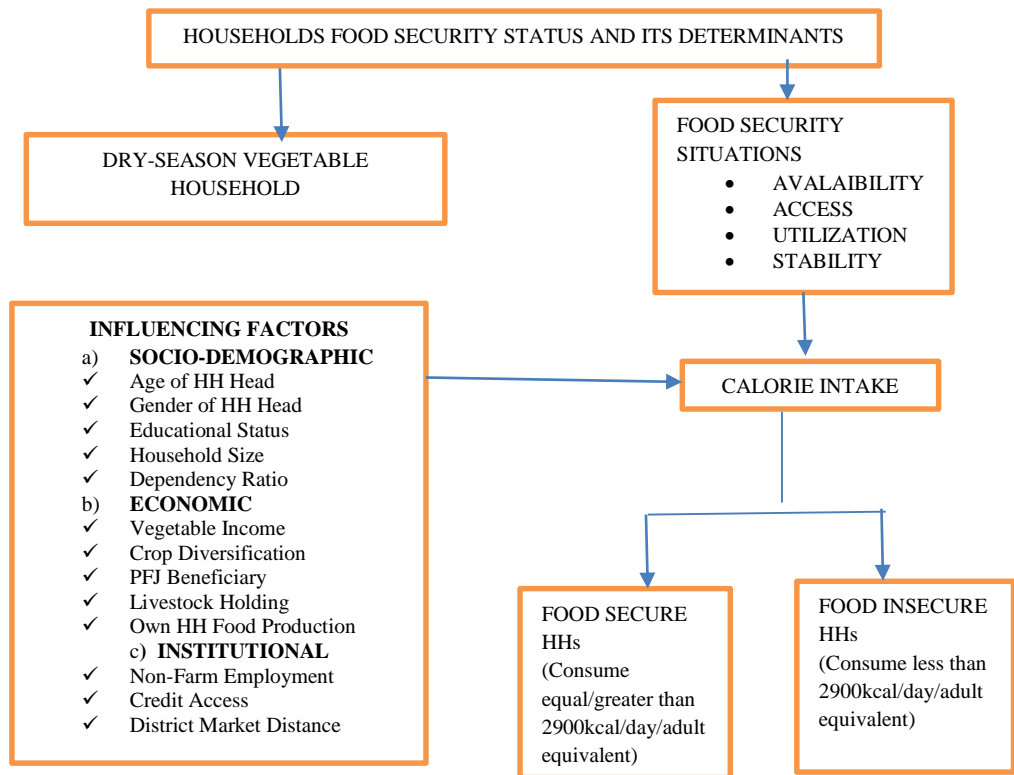 HOUSEHOLDS FOOD SECURITY STATUS AND ITS DETERMINANTS
DRY-SEASON VEGETABLE
HOUSEHOLD
FOOD SECURITY
SITUATIONS
• AVALAIBILITY
• ACCESS
• UTILIZATION
• STABILITY
INFLUENCING FACTORS
a) SOCIO-DEMOGRAPHIC
✓ Age of HH Head
✓ Gender of HH Head
✓ Educational Status
✓ Household Size
✓ Dependency Ratio
b) ECONOMIC
✓ Vegetable Income
✓ Crop Diversification
✓ PFJ Beneficiary
✓ Livestock Holding
✓ Own HH Food Production
c) INSTITUTIONAL
✓ Non-Farm Employment
✓ Credit Access
✓ District Market Distance
CALORIE INTAKE
FOOD SECURE
HHs
(Consume
equal/greater than
2900kcal/day/adult
equivalent)
FOOD INSECURE
HHs
(Consume less than
2900kcal/day/adult
equivalent)